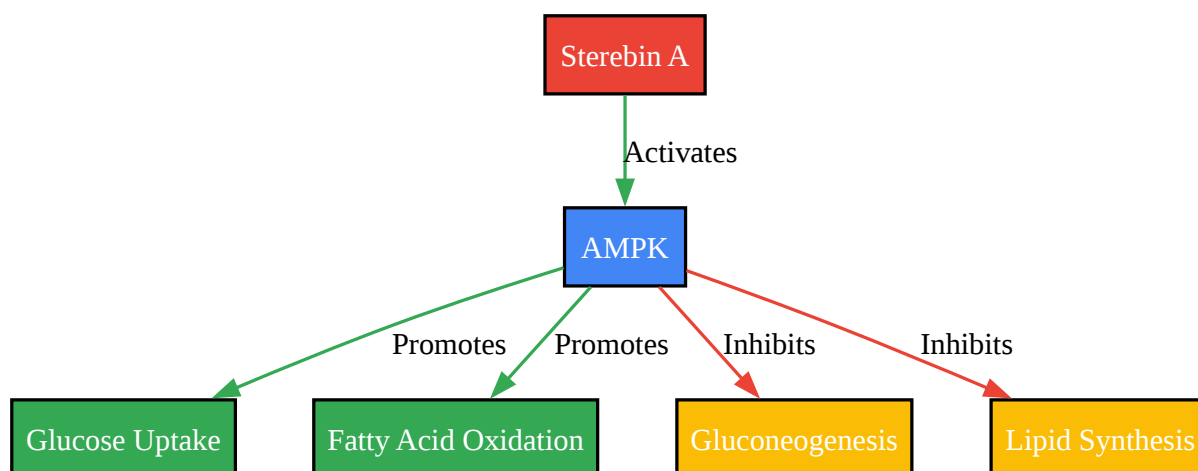 Sterebin A
Activates
AMPK
Promotes
Promotes
Inhibits
Inhibits
Glucose Uptake
Fatty Acid Oxidation
Gluconeogenesis
Lipid Synthesis